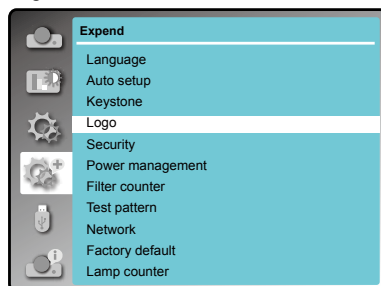 Expend
Language
Auto setup
Keystone
Logo
Security
Power management
Filter counter
Test pattern
Network
Factory default
Lamp counter